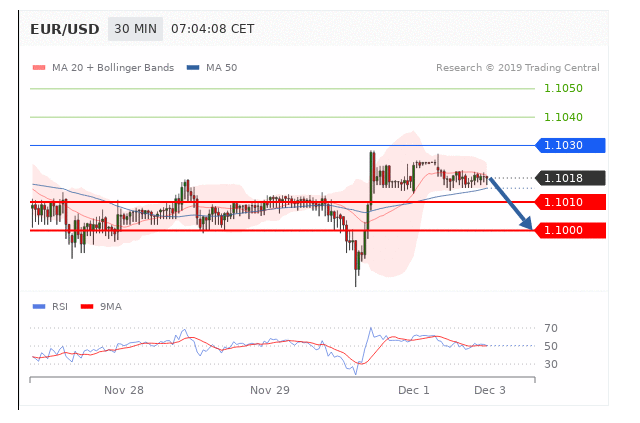 EUR/USD 30 MIN 07:04:08 CET
MA 20 + Bollinger Bands MA 50 Research © 2019 Trading Central
1.1050
1.1040
1.1030
1.1018
1.1010
1.1000
RSI 9MA
70
50
30
Nov 28 Nov 29 Dec 1 Dec 3